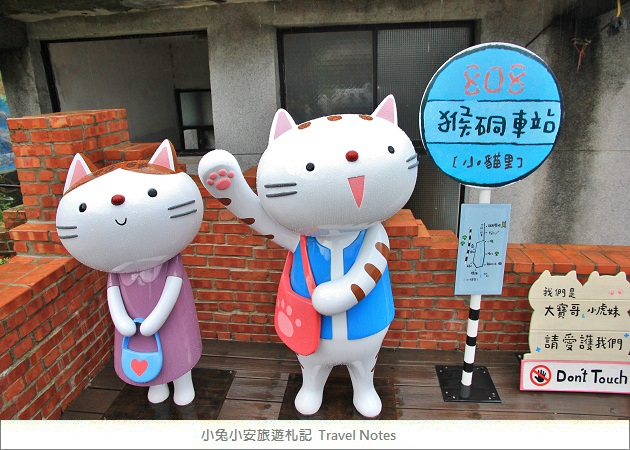 808
猴硐車站
[小貓里]
我們是
大寶哥 小虎妹
請愛護我們
Don't Touch
小兔小安旅遊札記 Travel Notes